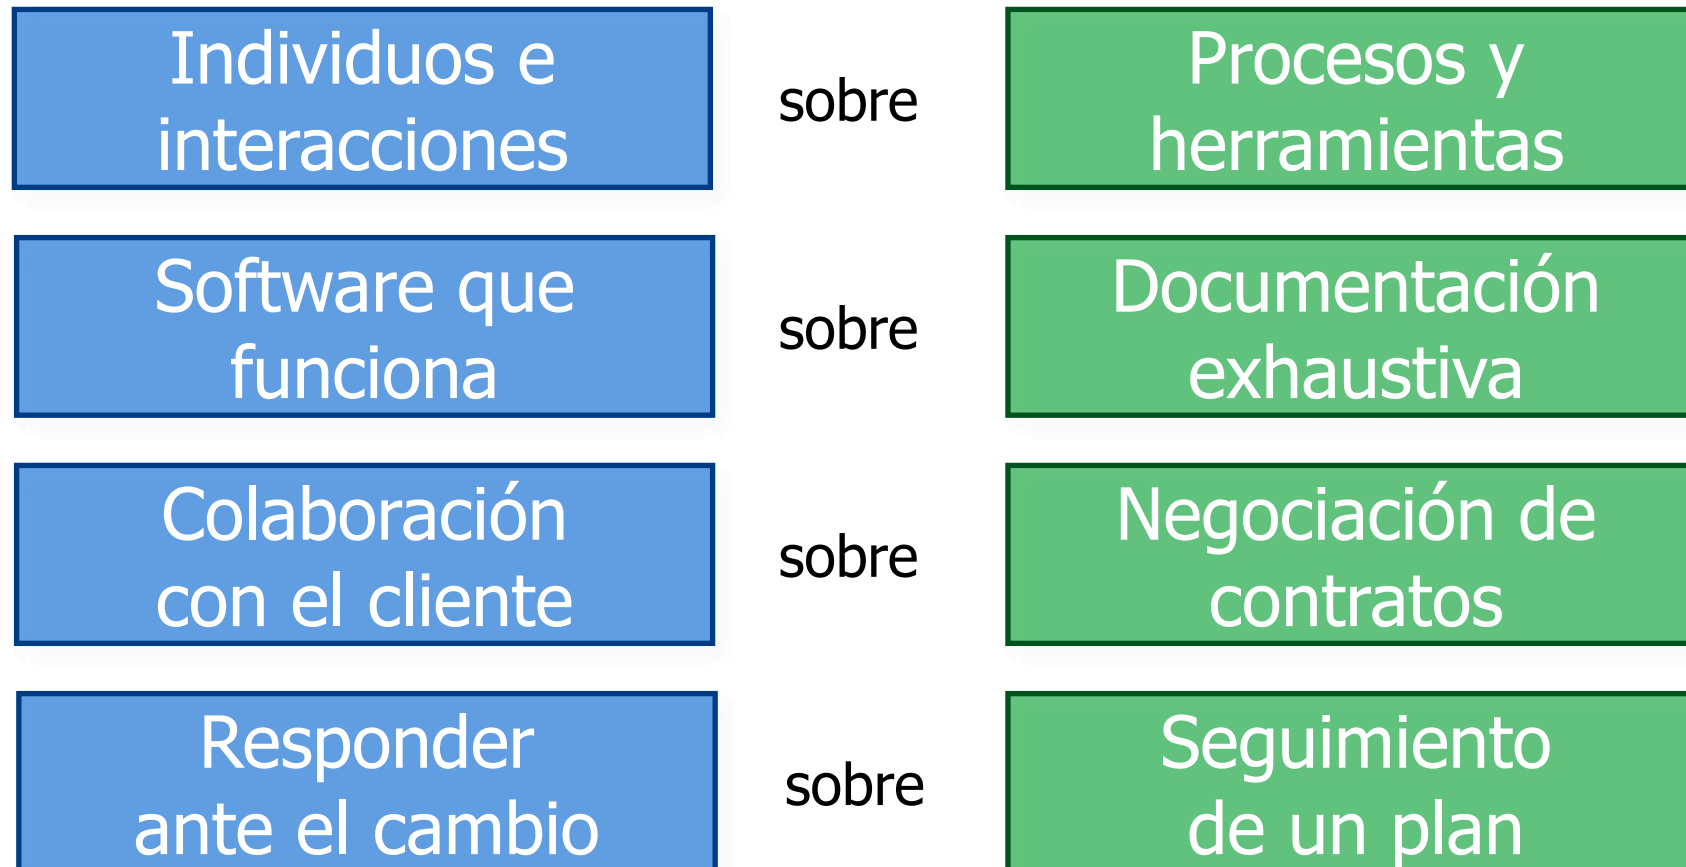 Individuos e
interacciones
sobre
Procesos y
herramientas
Software que
funciona
sobre
Documentación
exhaustiva
Colaboración
con el cliente
sobre
Negociación de
contratos
Responder
ante el cambio
sobre
Seguimiento
de un plan